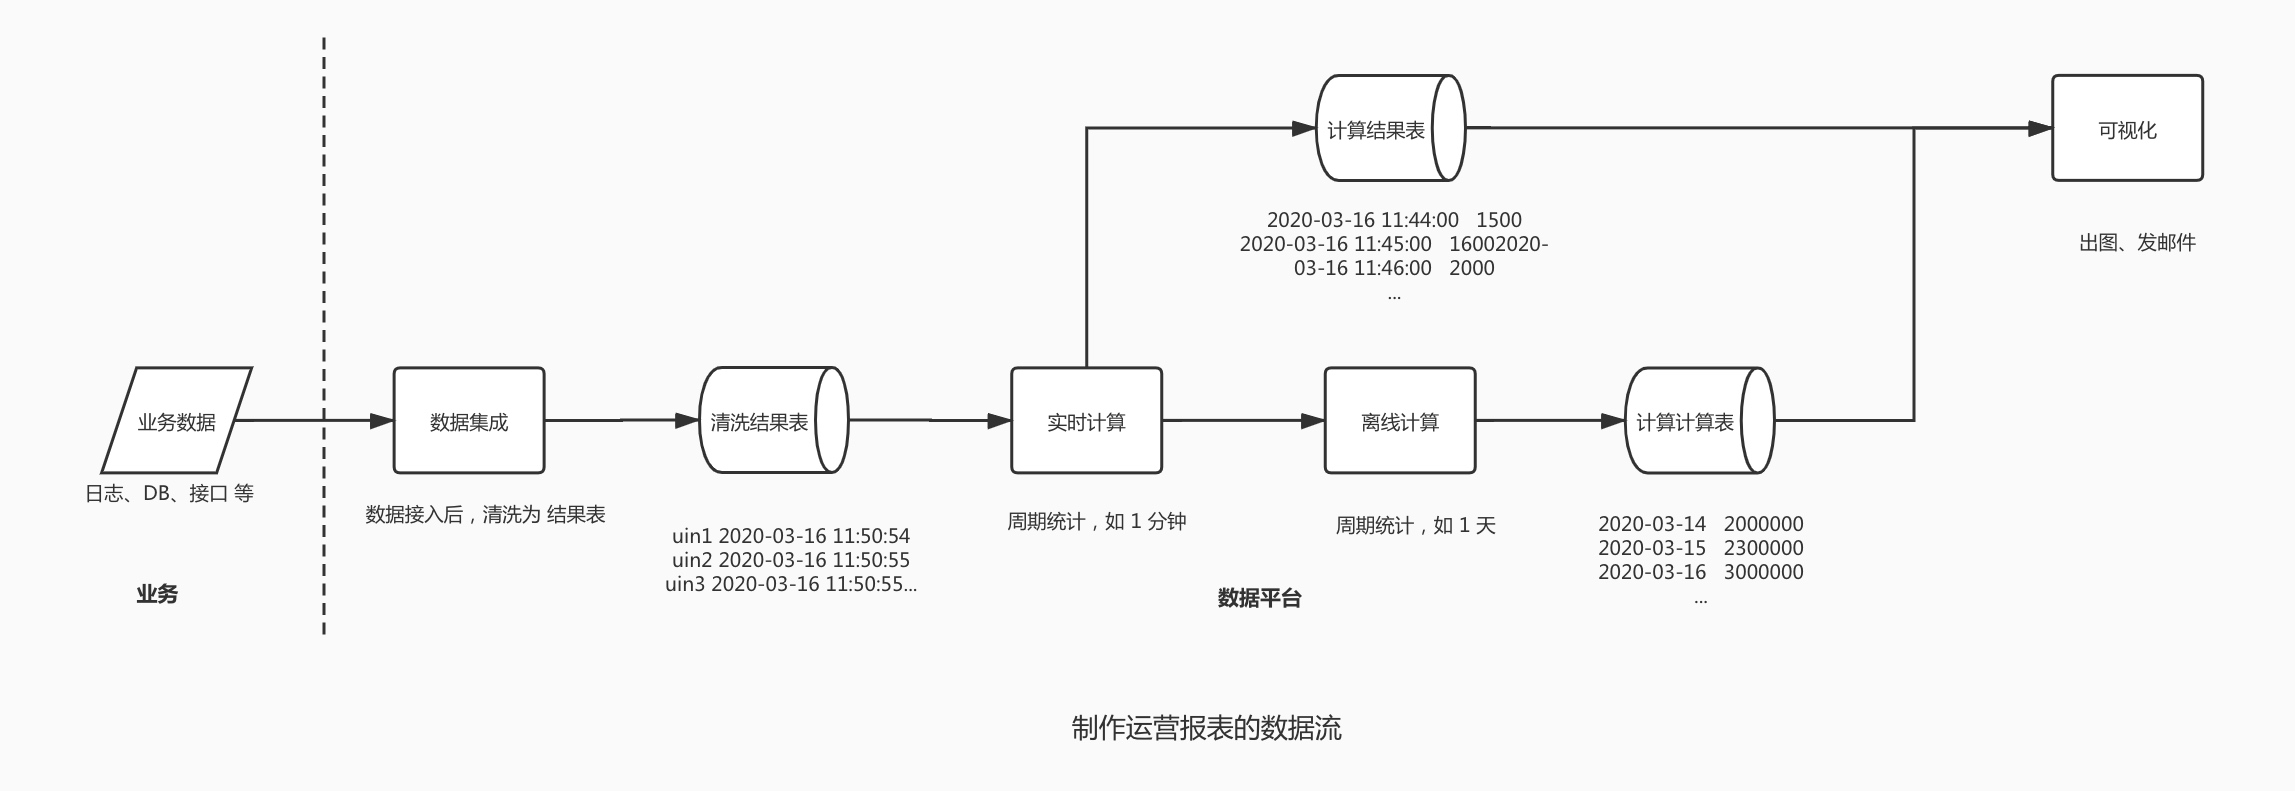 计算结果表
可视化
2020-03-16 11:44:00 1500
2020-03-16 11:45:00 16002020-
03-16 11:46:00 2000
...
出图、发邮件
业务数据
数据集成
清洗结果表
实时计算
离线计算
计算计算表
日志、DB、接口 等
数据接入后，清洗为 结果表
uin1 2020-03-16 11:50:54
uin2 2020-03-16 11:50:55
uin3 2020-03-16 11:50:55...
周期统计，如 1 分钟
周期统计，如 1 天
2020-03-14 2000000
2020-03-15 2300000
2020-03-16 3000000
...
业务
数据平台
制作运营报表的数据流